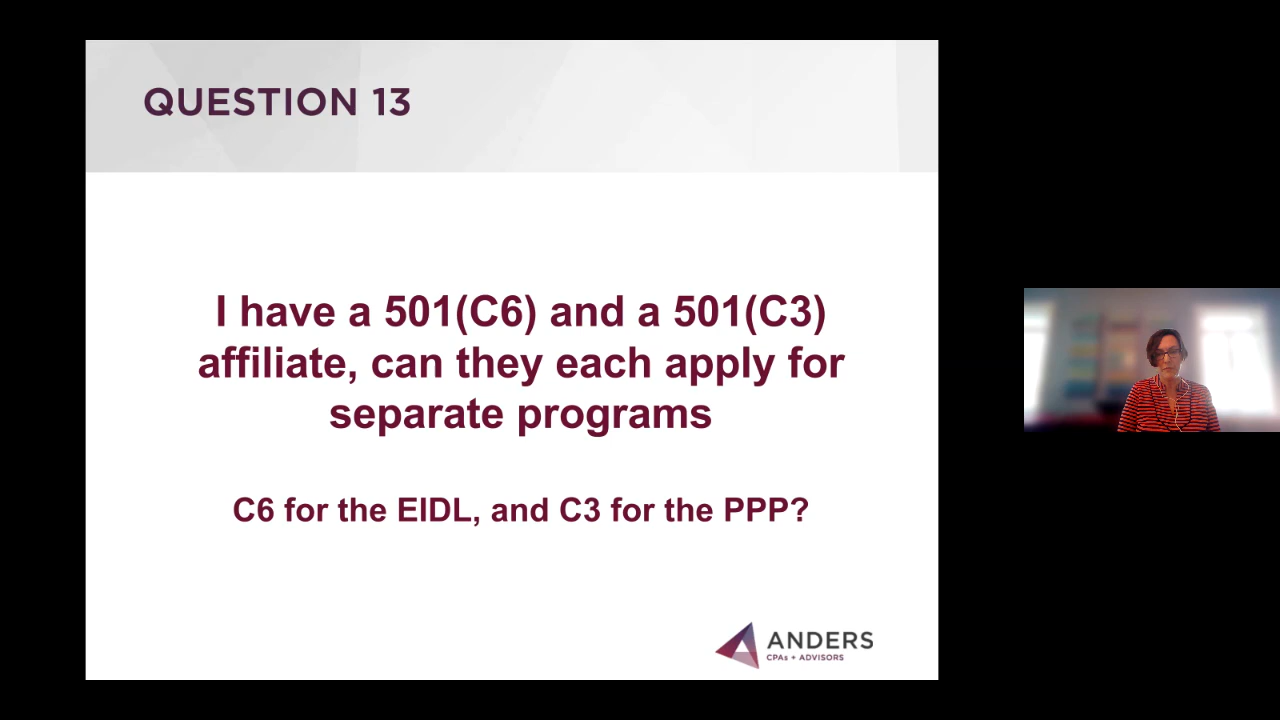 QUESTION 13
I have a 501(C6) and a 501(C3)
affiliate, can they each apply for
separate programs
C6 for the EIDL, and C3 for the PPP?
ANDERS
CPAs + ADVISORS